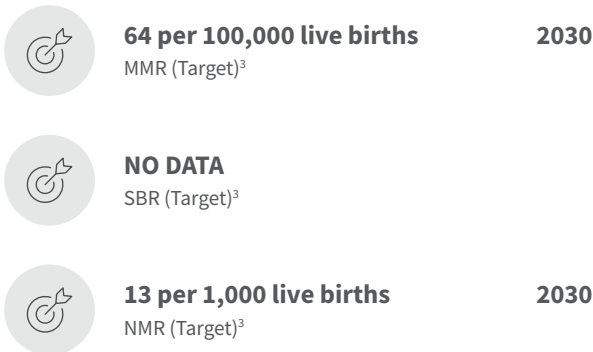 64 per 100,000 live births 2030
MMR (Target)³
NO DATA
SBR (Target)³
13 per 1,000 live births 2030
NMR (Target)³